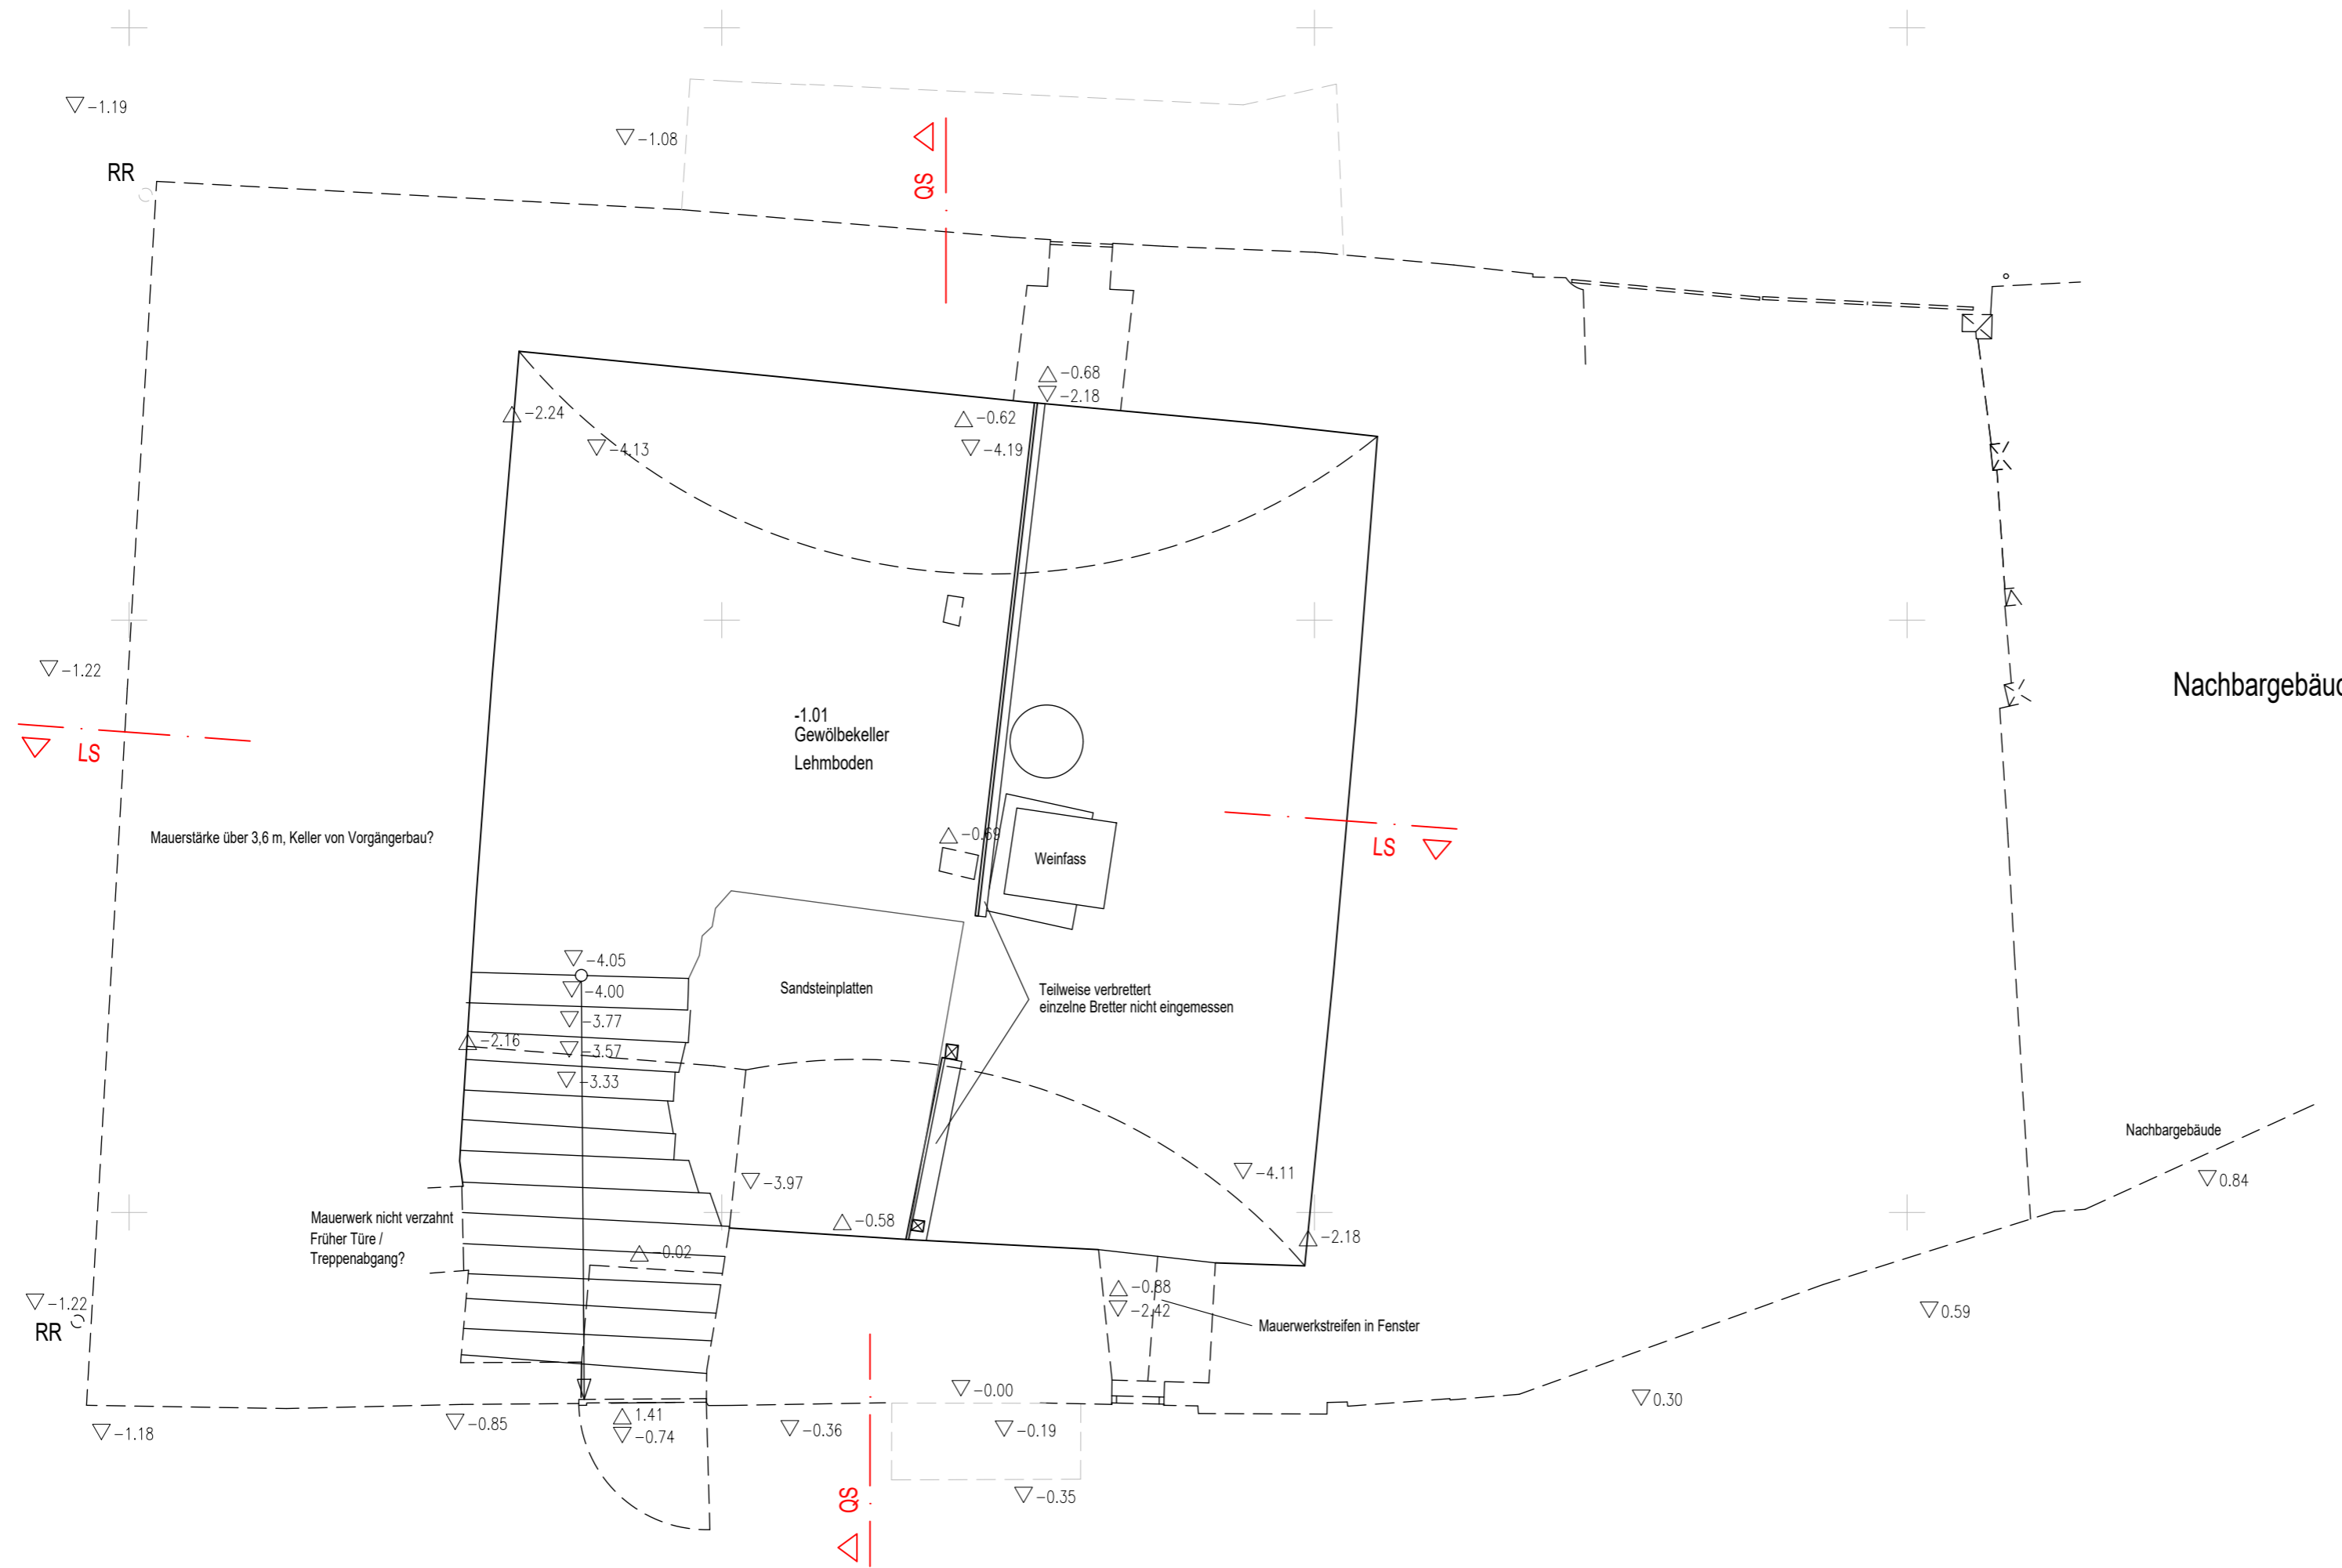 -1.19
-1.08
QS
RR
-0.68
-2.18
-2.24
-0.62
-4.13
-4.19
-1.22
Nachbargebäud
-1.01
Gewölbekeller
Lehmboden
LS
Mauerstärke über 3,6 m, Keller von Vorgängerbau?
-0.69
LS
Weinfass
-4.05
-4.00
Sandsteinplatten
Teilweise verbrettert
einzelne Bretter nicht eingemessen
-3.77
-2.16
-3.57
-3.33
Nachbargebäude
-3.97
-4.11
0.84
Mauerwerk nicht verzahnt
Früher Türe /
Treppenabgang?
-0.58
-0.02
-2.18
-0.88
-2.42
-1.22
RR
Mauerwerkstreifen in Fenster
0.59
-0.00
0.30
-1.18
-0.85
1.41
-0.74
-0.36
-0.19
QS
-0.35